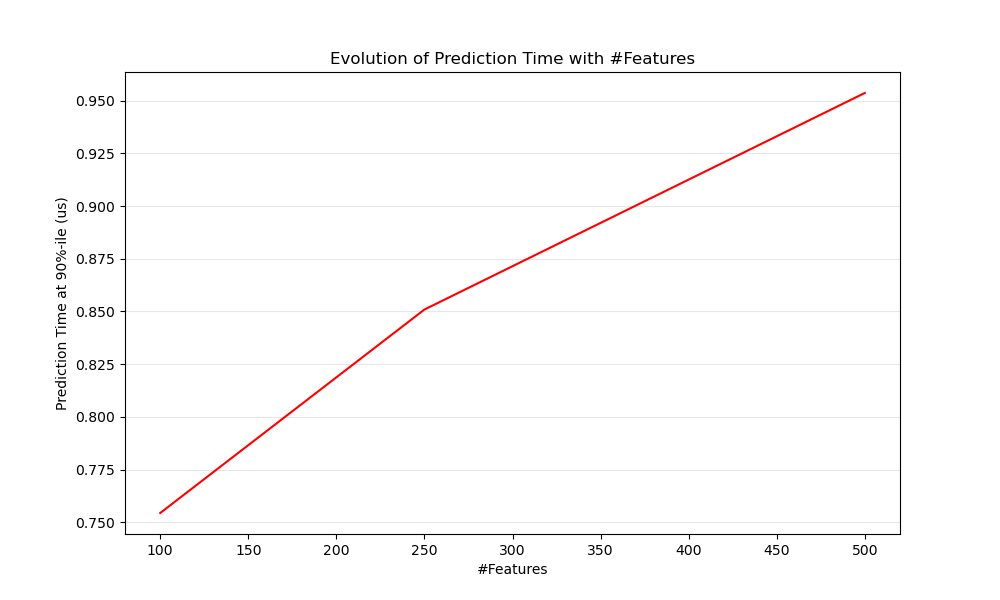 Evolution of Prediction Time with #Features
Prediction Time at 90%-ile (us)
0.950
0.925
0.900
0.875
0.850
0.825
0.800
0.775
0.750
100 150 200 250 300 350 400 450 500
#Features